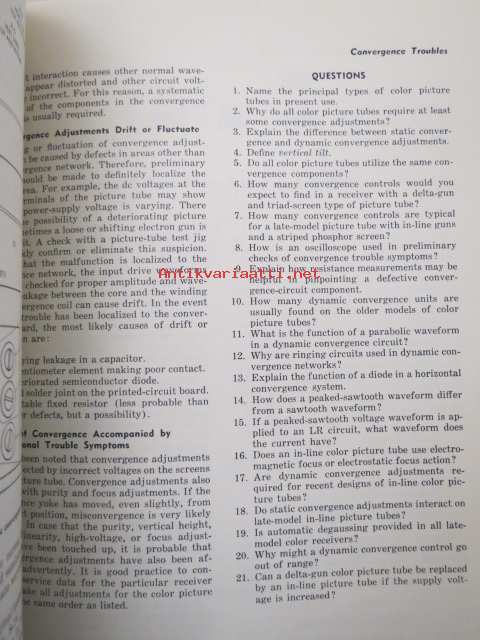 Convergence Troubles
t interaction causes other normal wave-
appear distorted and other circuit volt-
incorrect. For this reason, a systematic
of the components in the convergence
is usually required.
Adjustments Drift or Fluctuate
or fluctuation of convergence adjust-
be caused by defects in areas other than
network. Therefore, preliminary
be made to definitely localize the
For example, the dc voltages at the
of the picture tube may show
power-supply voltage is varying. There
possibility of a deteriorating picture
a loose or shifting electron gun is
A check with a picture-tube test jig
confirm or eliminate this suspicion.
that the malfunction is localized to the
network, the input drive waveforms
checked for proper amplitude and wave-
between the core and the winding
coil can cause drift. In the event
trouble has been localized to the conver-
the most likely causes of drift or
are:
leakage in a capacitor.
element making poor contact.
semiconductor diode.
solder joint on the printed-circuit board.
fixed resistor (less probable than
r defects, but a possibility).
of Convergence Accompanied by
Trouble Symptoms
been noted that convergence adjustments
by incorrect voltages on the screens
tube. Convergence adjustments also
with purity and focus adjustments. If the
yoke has moved, even slightly, from
position, misconvergence is very likely
In case that the purity, vertical height,
high-voltage, or focus adjust-
been touched up, it is probable that
adjustments have also been af-
It is good practice to con-
service data for the particular receiver
all adjustments for the color picture
same order as listed.
QUESTIONS
1. Name the principal types of color picture
tubes in present use.
2. Why do all color picture tubes require at least
some convergence adjustments?
3. Explain the difference between static conver-
gence and dynamic convergence adjustments.
4. Define vertical tilt.
5. Do all color picture tubes utilize the same con-
vergence components?
6. How many convergence controls would you
expect to find in a receiver with a delta-gun
and triad-screen type of picture tube?
7. How many convergence controls are typical
for a late-model picture tube with in-line guns
and a striped phosphor screen?
8. How is an oscilloscope used in preliminary
checks of convergence trouble symptoms?
9. Explain how resistance measurements may be
helpful in pinpointing a defective conver-
gence-circuit component.
10. How many dynamic convergence units are
usually found on the older models of color
picture tubes?
11. What is the function of a parabolic waveform
in a dynamic convergence circuit?
12. Why are ringing circuits used in dynamic con-
vergence networks?
13. Explain the function of a diode in a horizontal
convergence system.
14. How does a peaked-sawtooth waveform differ
from a sawtooth waveform?
15. If a peaked-sawtooth voltage waveform is ap-
plied to an LR circuit, what waveform does
the current have?
16. Does an in-line color picture tube use electro-
magnetic focus or electrostatic focus action?
17. Are dynamic convergence adjustments re-
quired for recent designs of in-line color pic-
ture tubes?
18. Do static convergence adjustments interact on
late-model in-line picture tubes?
19. Is automatic degaussing provided in all late-
model color receivers?
20. Why might a dynamic convergence control go
out of range?
21. Can a delta-gun color picture tube be replaced
by an in-line picture tube if the supply volt-
age is increased?
Antikvariaatti.net